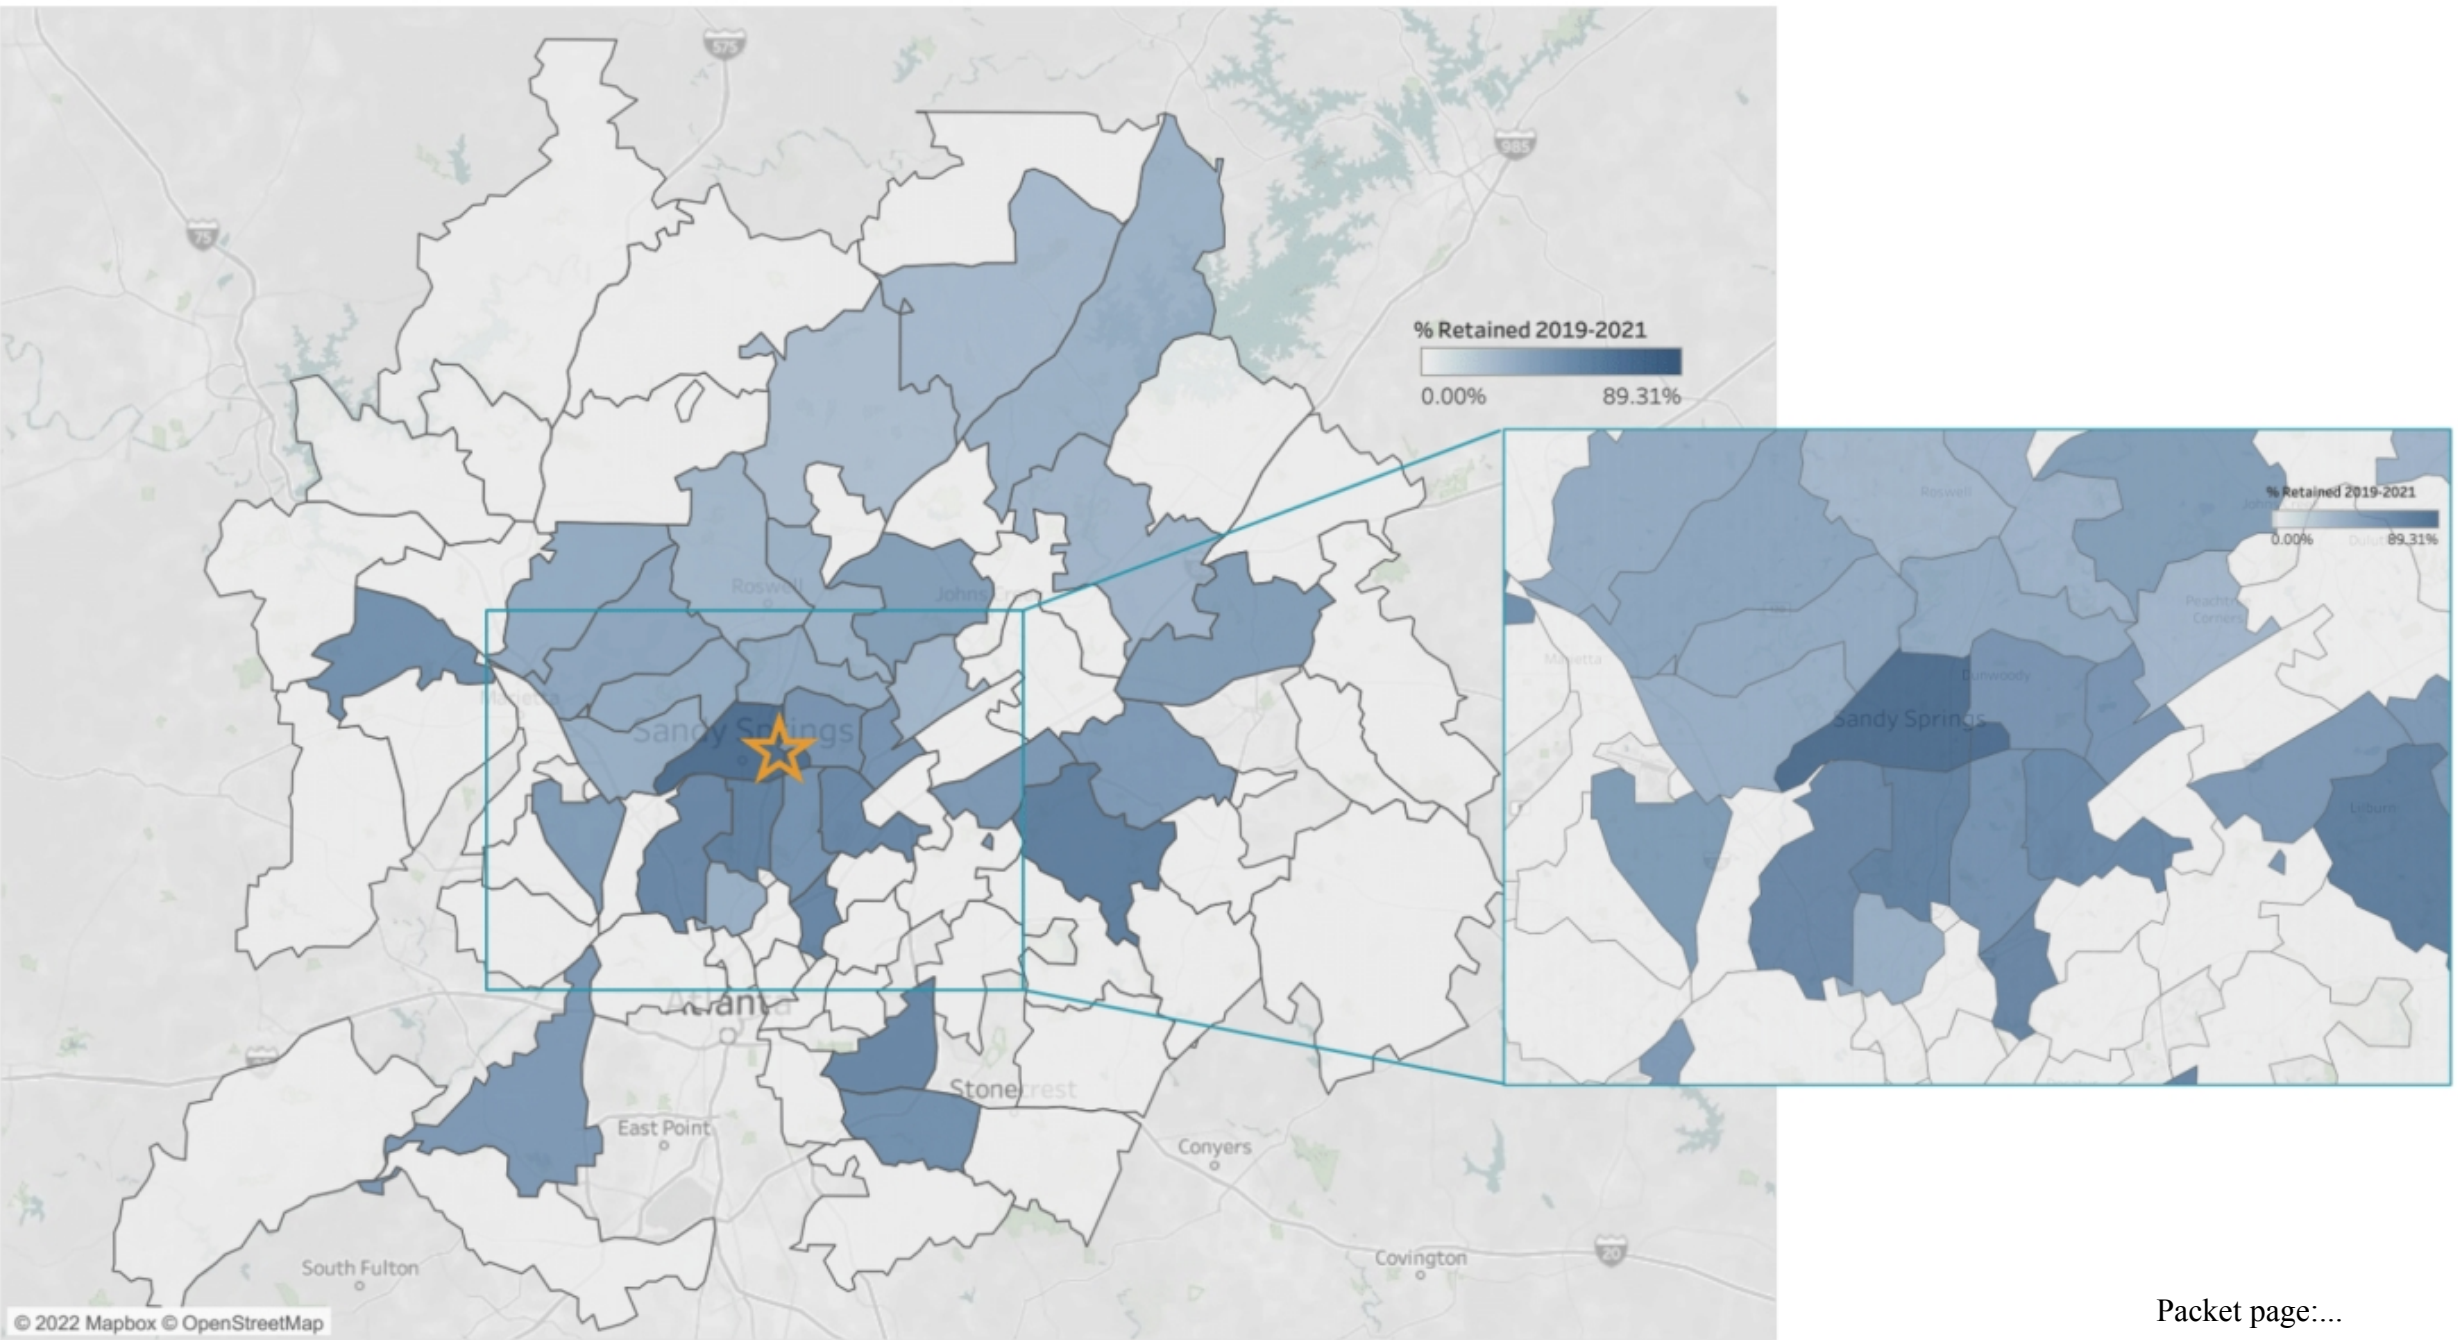 575
985
75
% Retained 2019-2021
0.00% 89.31%
Roswell
Johns Creek
Marietta
Sandy Springs
Atlanta
Stonecrest
East Point
Conyers
South Fulton
Covington
20
© 2022 Mapbox © OpenStreetMap
Roswell
% Retained 2019-2021
0.00% 89.31%
Duluth
Peachtree
Corners
Marietta
Dunwoody
Sandy Springs
Lilburn
Packet page:...